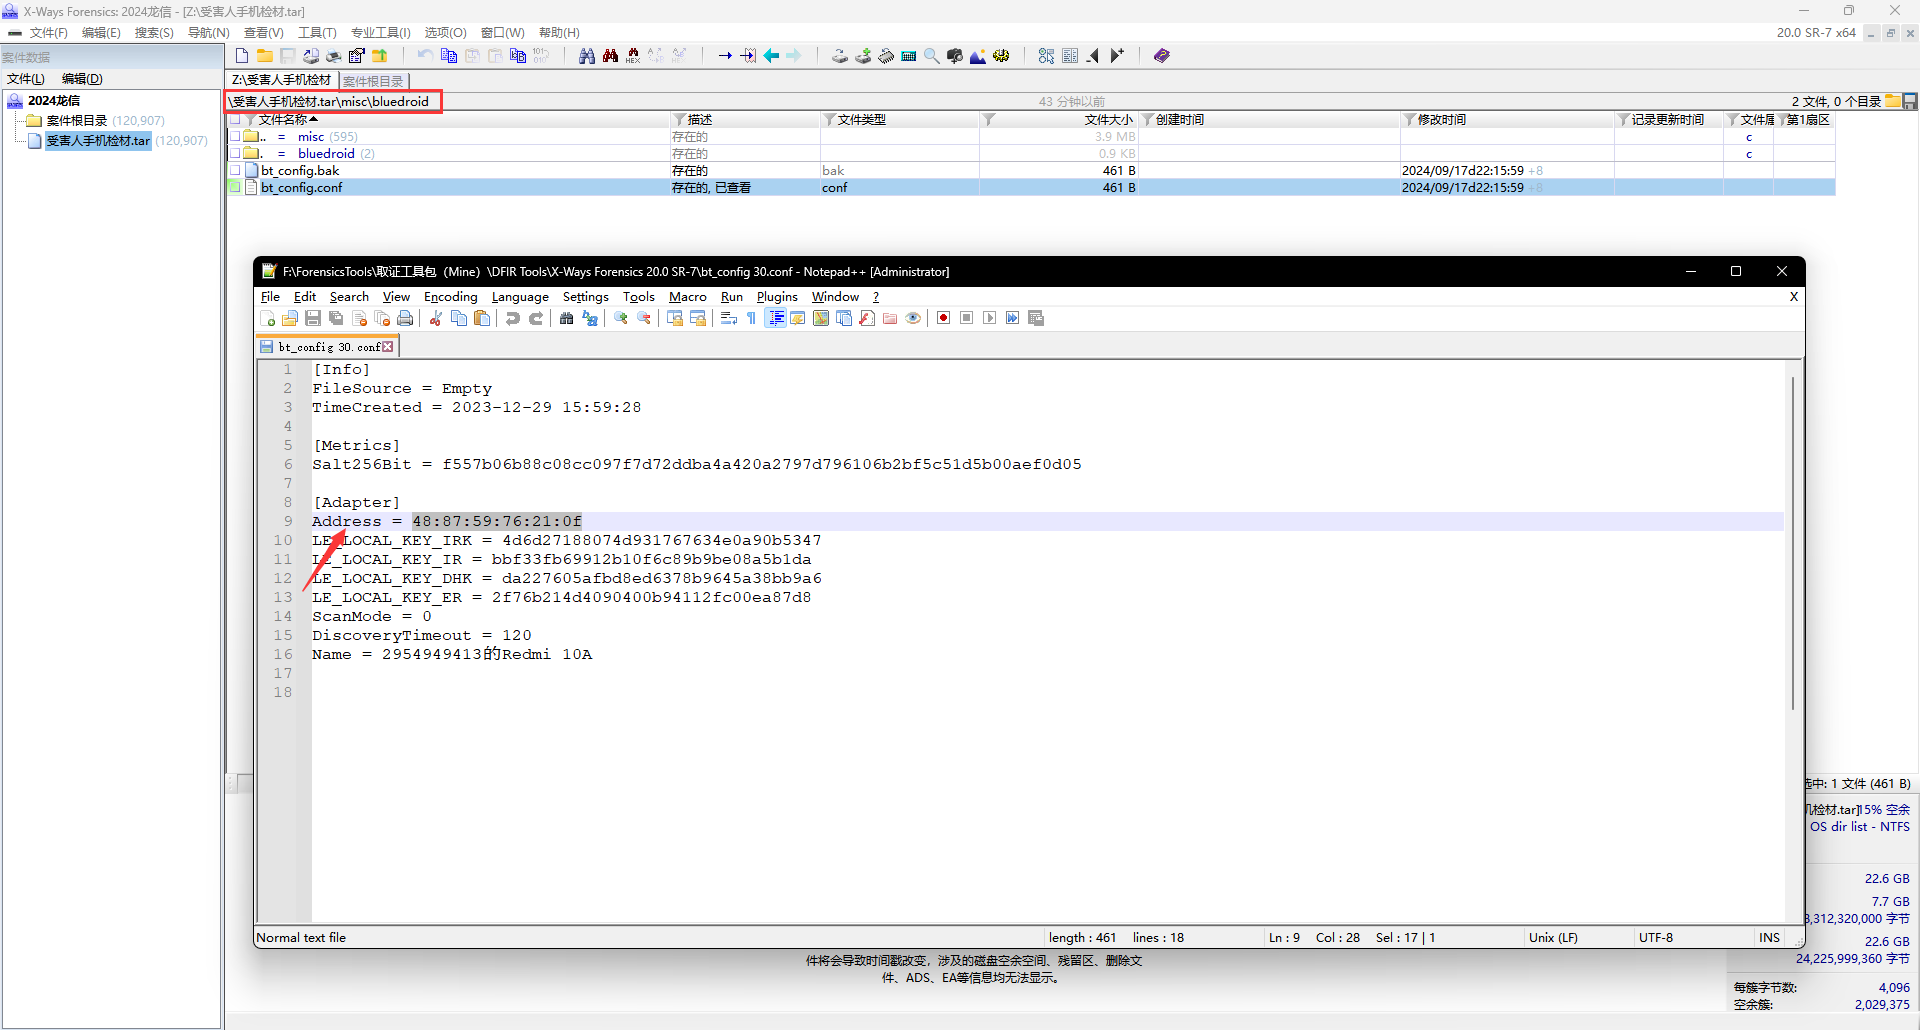 X-Ways Forensics: 2024龙信 - [Z:\受害人手机检材.tar]
文件(F) 编辑(E) 搜索(S) 导航(N) 查看(V) 工具(T) 专业工具(I) 选项(O) 窗口(W) 帮助(H)
20.0 SR-7 x64
案件数据
文件(L) 编辑(D)
2024龙信
案件根目录 (120,907)
受害人手机检材.tar (120,907)
Z:\受害人手机检材 案件根目录
\受害人手机检材.tar\misc\bluedroid
43 分钟以前
2 文件, 0 个目录
文件名称 描述 文件类型 文件大小 创建时间 修改时间 记录更新时间 文件属 第1扇区
.. = misc (595) 存在的 3.9 MB c
. = bluedroid (2) 存在的 0.9 KB c
bt_config.bak 存在的 bak 461 B 2024/09/17d22:15:59 +8
bt_config.conf 存在的, 已查看 conf 461 B 2024/09/17d22:15:59 +8
F:\ForensicsTools\取证工具包（Mine）\DFIR Tools\X-Ways Forensics 20.0 SR-7\bt_config 30.conf - Notepad++ [Administrator]
File Edit Search View Encoding Language Settings Tools Macro Run Plugins Window ? X
bt_config 30.conf
1 [Info]
2 FileSource = Empty
3 TimeCreated = 2023-12-29 15:59:28
4
5 [Metrics]
6 Salt256Bit = f557b06b88c08cc097f7d72ddba4a420a2797d796106b2bf5c51d5b00aef0d05
7
8 [Adapter]
9 Address = 48:87:59:76:21:0f
10 LE_LOCAL_KEY_IRK = 4d6d27188074d931767634e0a90b5347
11 LE_LOCAL_KEY_IR = bbf33fb69912b10f6c89b9be08a5b1da
12 LE_LOCAL_KEY_DHK = da227605afbd8ed6378b9645a38bb9a6
13 LE_LOCAL_KEY_ER = 2f76b214d4090400b94112fc00ea87d8
14 ScanMode = 0
15 DiscoveryTimeout = 120
16 Name = 2954949413的Redmi 10A
17
18
Normal text file length : 461 lines : 18 Ln : 9 Col : 28 Sel : 17 | 1 Unix (LF) UTF-8 INS
选中: 1 文件 (461 B)
机检材.tar]15% 空余
OS dir list - NTFS
22.6 GB
7.7 GB
3,312,320,000 字节
22.6 GB
24,225,999,360 字节
每簇字节数: 4,096
空余簇: 2,029,375
件将会导致时间戳改变，涉及的磁盘空余空间、残留区、删除文
件、ADS、EA等信息均无法显示。